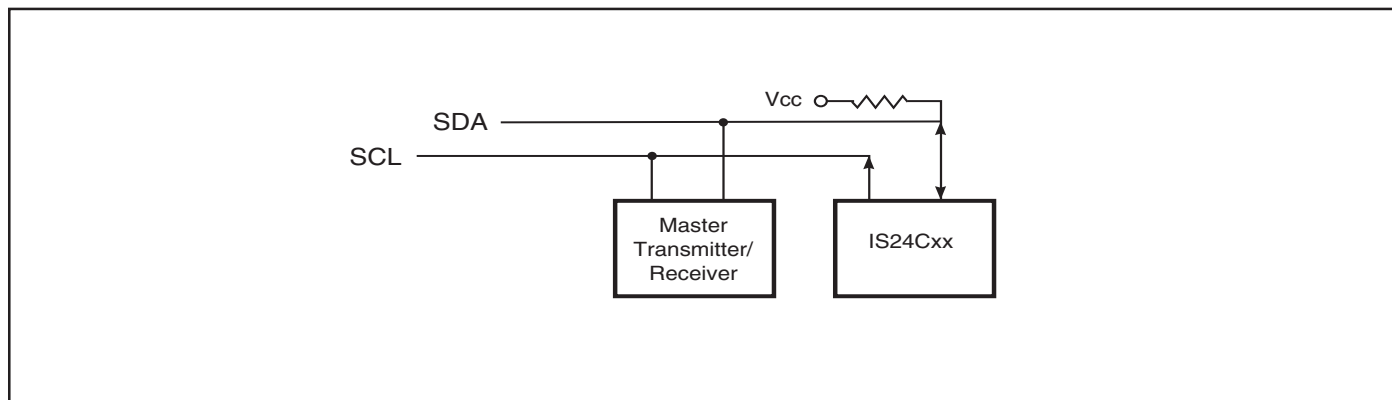 Vcc
SDA
SCL
Master
Transmitter/
Receiver
IS24Cxx